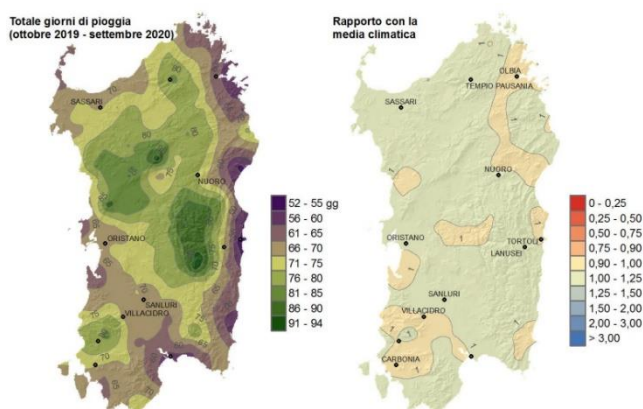 Totale giorni di pioggia
(ottobre 2019 - settembre 2020)
SASSARI
NUORO
ORISTANO
SANLURI
VILLACIDRO
70
80
52 - 55 gg
56 - 60
61 - 65
66 - 70
71 - 75
76 - 80
81 - 85
86 - 90
91 - 94
Rapporto con la
media climatica
OLBIA
TEMPIO PAUSANIA
SASSARI
NUORO
ORISTANO
TORTOLÌ
LANUSEI
SANLURI
VILLACIDRO
CARBONIA
1
0 - 0,25
0,25 - 0,50
0,50 - 0,75
0,75 - 0,90
0,90 - 1,00
1,00 - 1,25
1,25 - 1,50
1,50 - 2,00
2,00 - 3,00
> 3,00